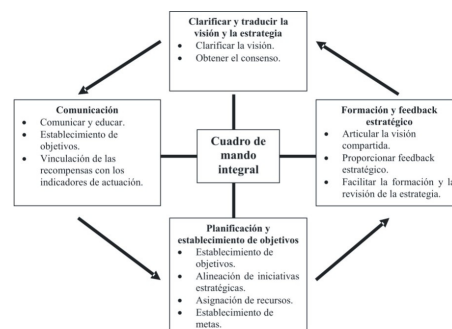 Clarificar y traducir la
visión y la estrategia
• Clarificar la visión.
• Obtener el consenso.
Comunicación
• Comunicar y educar.
• Establecimiento de
objetivos.
• Vinculación de las
recompensas con los
indicadores de actuación.
Cuadro de
mando
integral
Formación y feedback
estratégico
• Articular la visión
compartida.
• Proporcionar feedback
estratégico.
• Facilitar la formación y la
revisión de la estrategia.
Planificación y
establecimiento de objetivos
• Establecimiento de
objetivos.
• Alineación de iniciativas
estratégicas.
• Asignación de recursos.
• Establecimiento de
metas.